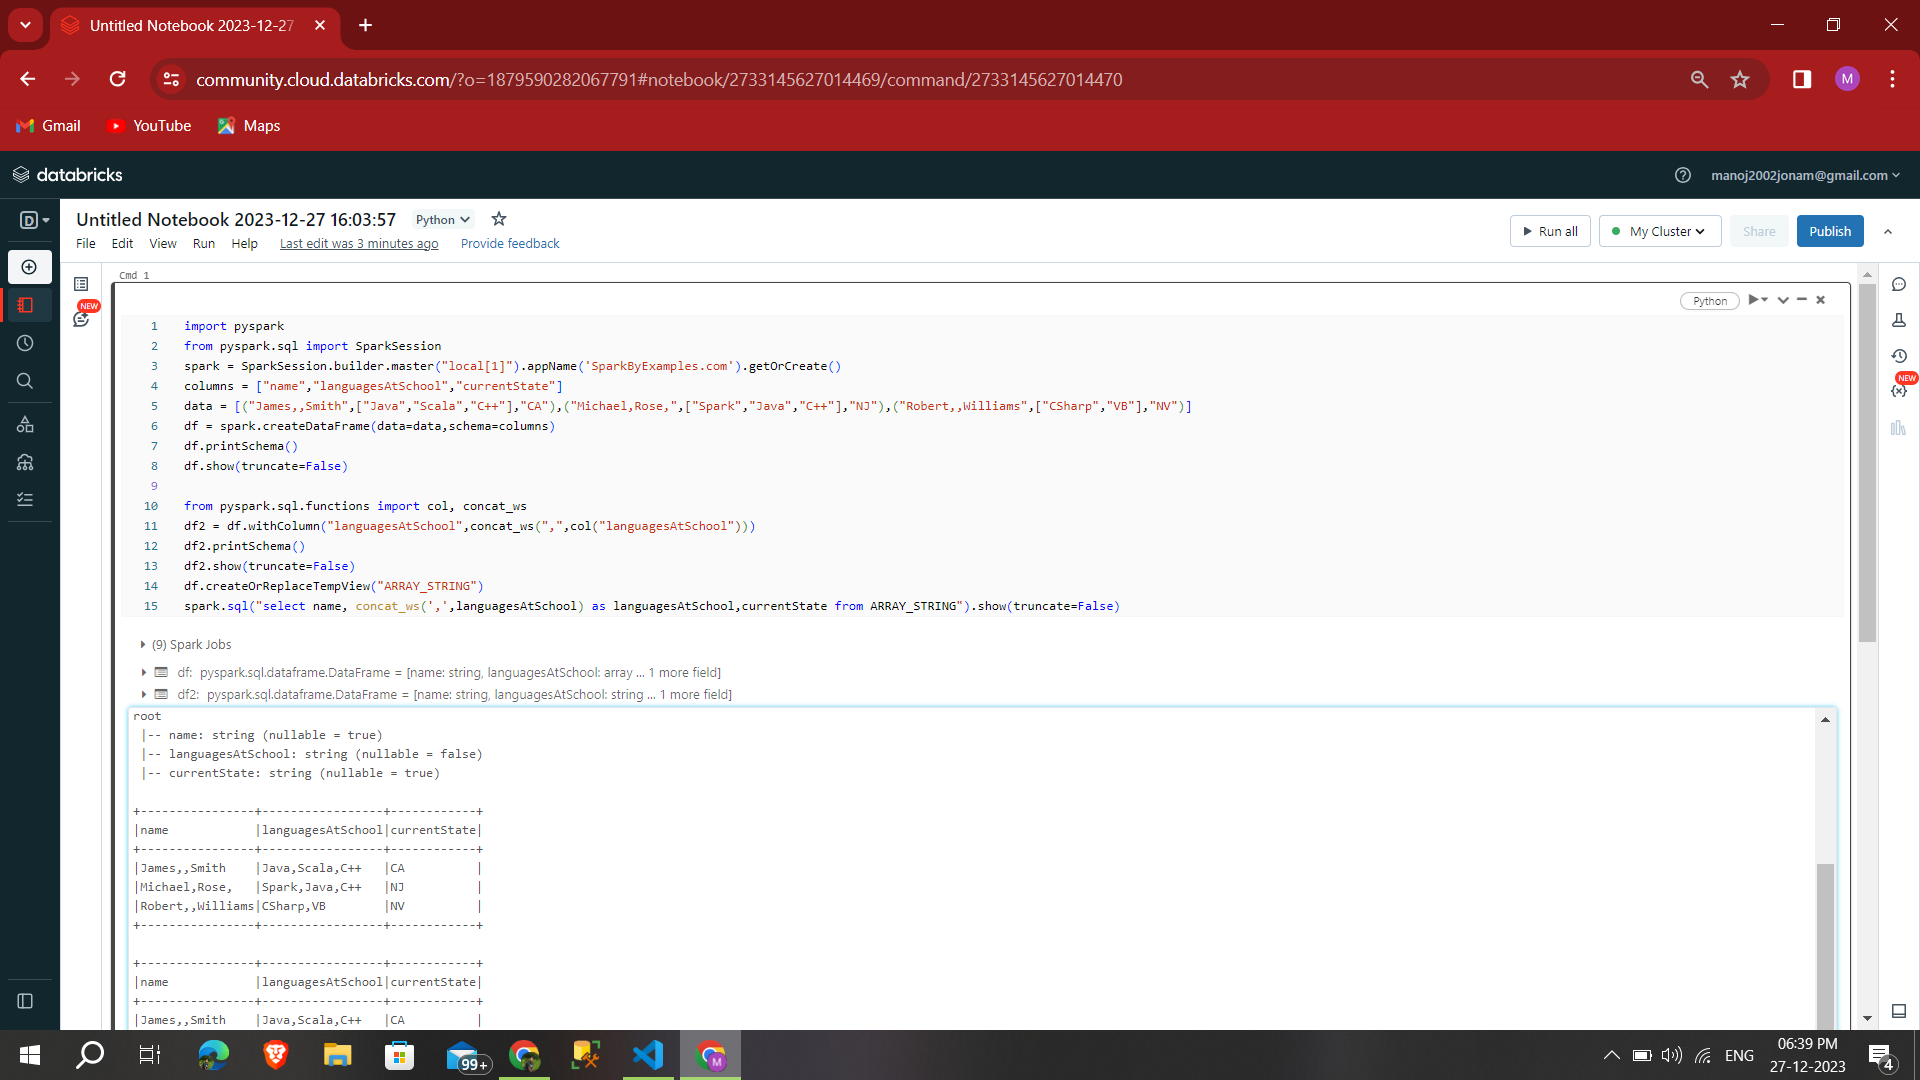 Untitled Notebook 2023-12-27
community.cloud.databricks.com/?o=1879590282067791#notebook/2733145627014469/command/2733145627014470
M
Gmail
YouTube
Maps
databricks
manoj2002jonam@gmail.com
D
Untitled Notebook 2023-12-27 16:03:57
Python
File Edit View Run Help Last edit was 3 minutes ago Provide feedback
Run all
My Cluster
Share
Publish
NEW
Cmd 1
Python
NEW
1 import pyspark
2 from pyspark.sql import SparkSession
3 spark = SparkSession.builder.master("local[1]").appName('SparkByExamples.com').getOrCreate()
4 columns = ["name","languagesAtSchool","currentState"]
5 data = [("James,,Smith",["Java","Scala","C++"],"CA"),("Michael,Rose,",["Spark","Java","C++"],"NJ"),("Robert,,Williams",["CSharp","VB"],"NV")]
6 df = spark.createDataFrame(data=data,schema=columns)
7 df.printSchema()
8 df.show(truncate=False)
9
10 from pyspark.sql.functions import col, concat_ws
11 df2 = df.withColumn("languagesAtSchool",concat_ws(",",col("languagesAtSchool")))
12 df2.printSchema()
13 df2.show(truncate=False)
14 df.createOrReplaceTempView("ARRAY_STRING")
15 spark.sql("select name, concat_ws(',',languagesAtSchool) as languagesAtSchool,currentState from ARRAY_STRING").show(truncate=False)
(9) Spark Jobs
df: pyspark.sql.dataframe.DataFrame = [name: string, languagesAtSchool: array ... 1 more field]
df2: pyspark.sql.dataframe.DataFrame = [name: string, languagesAtSchool: string ... 1 more field]
root
|-- name: string (nullable = true)
|-- languagesAtSchool: string (nullable = false)
|-- currentState: string (nullable = true)
+----------------+-----------------+------------+
|name            |languagesAtSchool|currentState|
+----------------+-----------------+------------+
|James,,Smith    |Java,Scala,C++   |CA          |
|Michael,Rose,   |Spark,Java,C++   |NJ          |
|Robert,,Williams|CSharp,VB        |NV          |
+----------------+-----------------+------------+
+----------------+-----------------+------------+
|name            |languagesAtSchool|currentState|
+----------------+-----------------+------------+
|James,,Smith    |Java,Scala,C++   |CA          |
99+
M
ENG
06:39 PM
27-12-2023
4